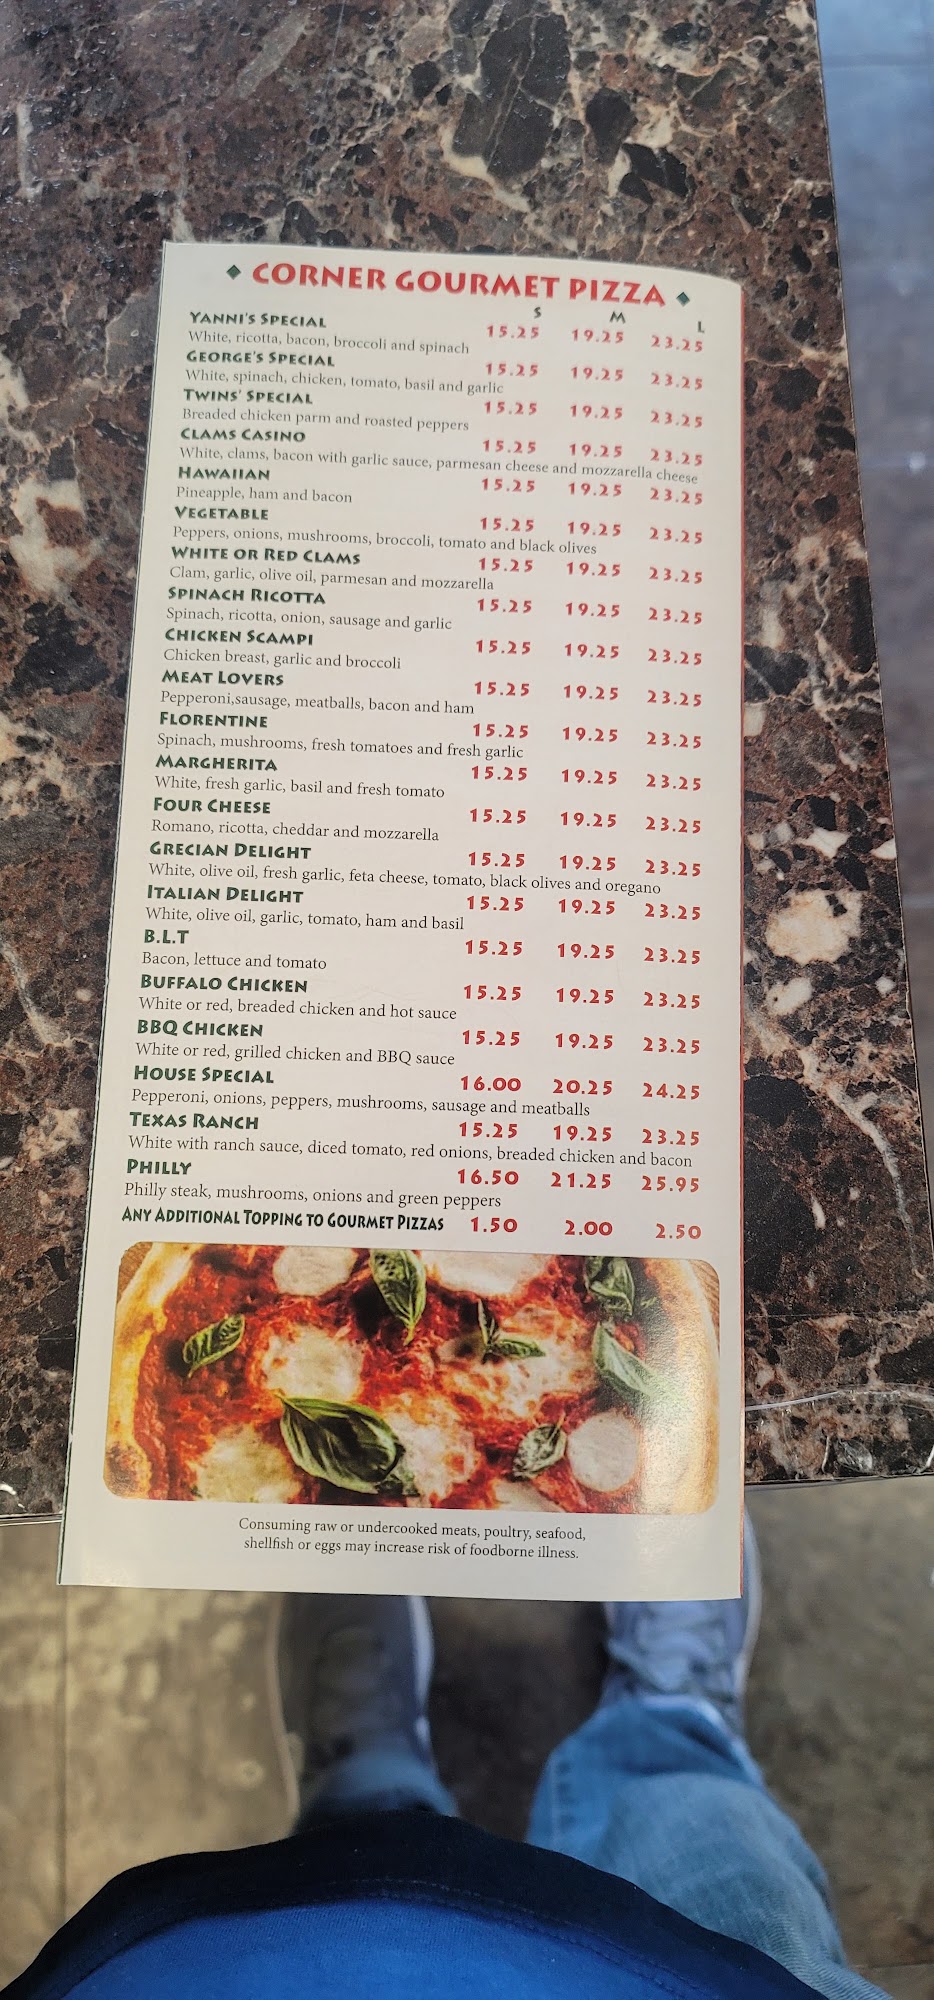 ◆ CORNER GOURMET PIZZA ◆
S M L
YANNI'S SPECIAL 15.25 19.25 23.25
White, ricotta, bacon, broccoli and spinach
GEORGE'S SPECIAL 15.25 19.25 23.25
White, spinach, chicken, tomato, basil and garlic
TWINS' SPECIAL 15.25 19.25 23.25
Breaded chicken parm and roasted peppers
CLAMS CASINO 15.25 19.25 23.25
White, clams, bacon with garlic sauce, parmesan cheese and mozzarella cheese
HAWAIIAN 15.25 19.25 23.25
Pineapple, ham and bacon
VEGETABLE 15.25 19.25 23.25
Peppers, onions, mushrooms, broccoli, tomato and black olives
WHITE OR RED CLAMS 15.25 19.25 23.25
Clam, garlic, olive oil, parmesan and mozzarella
SPINACH RICOTTA 15.25 19.25 23.25
Spinach, ricotta, onion, sausage and garlic
CHICKEN SCAMPI 15.25 19.25 23.25
Chicken breast, garlic and broccoli
MEAT LOVERS 15.25 19.25 23.25
Pepperoni,sausage, meatballs, bacon and ham
FLORENTINE 15.25 19.25 23.25
Spinach, mushrooms, fresh tomatoes and fresh garlic
MARGHERITA 15.25 19.25 23.25
White, fresh garlic, basil and fresh tomato
FOUR CHEESE 15.25 19.25 23.25
Romano, ricotta, cheddar and mozzarella
GRECIAN DELIGHT 15.25 19.25 23.25
White, olive oil, fresh garlic, feta cheese, tomato, black olives and oregano
ITALIAN DELIGHT 15.25 19.25 23.25
White, olive oil, garlic, tomato, ham and basil
B.L.T 15.25 19.25 23.25
Bacon, lettuce and tomato
BUFFALO CHICKEN 15.25 19.25 23.25
White or red, breaded chicken and hot sauce
BBQ CHICKEN 15.25 19.25 23.25
White or red, grilled chicken and BBQ sauce
HOUSE SPECIAL 16.00 20.25 24.25
Pepperoni, onions, peppers, mushrooms, sausage and meatballs
TEXAS RANCH 15.25 19.25 23.25
White with ranch sauce, diced tomato, red onions, breaded chicken and bacon
PHILLY 16.50 21.25 25.95
Philly steak, mushrooms, onions and green peppers
ANY ADDITIONAL TOPPING TO GOURMET PIZZAS 1.50 2.00 2.50
Consuming raw or undercooked meats, poultry, seafood,
shellfish or eggs may increase risk of foodborne illness.